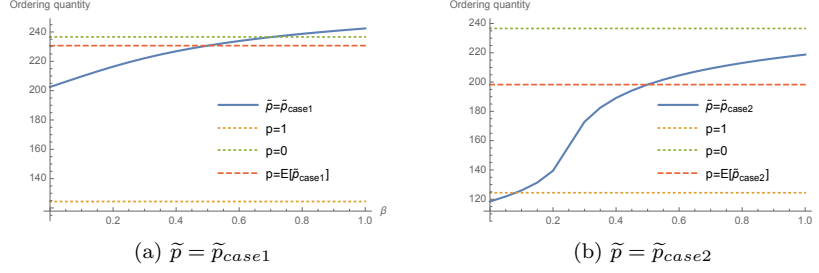 Ordering quantity
240
220
200
180
160
140
0.2 0.4 0.6 0.8 1.0 β
p̃=p̃case1
p=1
p=0
p=E[p̃case1]
(a) p̃ = p̃case1
Ordering quantity
240
220
200
180
160
140
120
0.2 0.4 0.6 0.8 1.0 β
p̃=p̃case2
p=1
p=0
p=E[p̃case2]
(b) p̃ = p̃case2